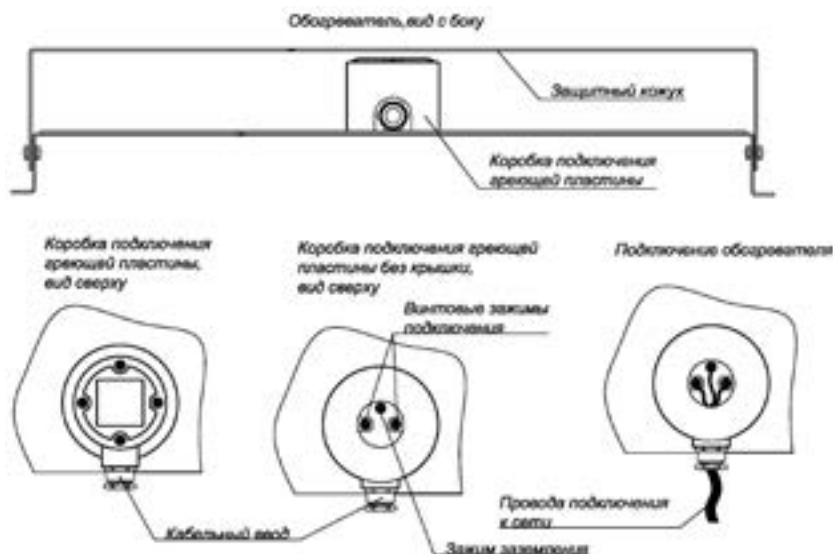 Обогреватель, вид с боку
Защитный кожух
Коробка подключения
греющей пластины
Коробка подключения
греющей пластины,
вид сверху
Коробка подключения греющей
пластины без крышки,
вид сверху
Подключение обогревателя
Винтовые зажимы
подключения
Кабельный ввод
Зажим заземления
Провода подключения
к сети